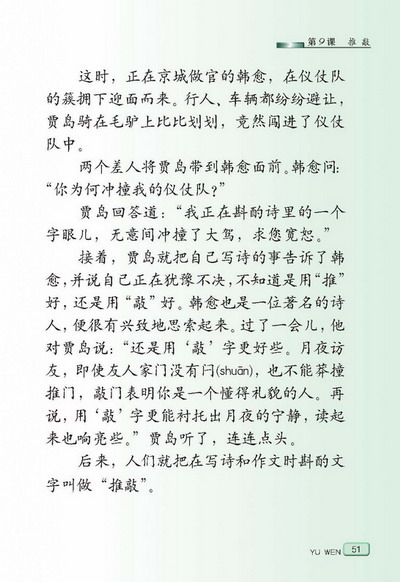 第9课 推敲
这时，正在京城做官的韩愈，在仪仗队
的簇拥下迎面而来。行人、车辆都纷纷避让，
贾岛骑在毛驴上比比划划，竟然闯进了仪仗
队中。
两个差人将贾岛带到韩愈面前。韩愈问：
“你为何冲撞我的仪仗队？”
贾岛回答道：“我正在斟酌诗里的一个
字眼儿，无意间冲撞了大驾，求您宽恕。”
接着，贾岛就把自己写诗的事告诉了韩
愈，并说自己正在犹豫不决，不知道是用“推”
好，还是用“敲”好。韩愈也是一位著名的诗
人，便很有兴致地思索起来。过了一会儿，他
对贾岛说：“还是用‘敲’字更好些。月夜访
友，即使友人家门没有闩(shuān)，也不能莽撞
推门，敲门表明你是一个懂得礼貌的人。再
说，用‘敲’字更能衬托出月夜的宁静，读起
来也响亮些。”贾岛听了，连连点头。
后来，人们就把在写诗和作文时斟酌文
字叫做“推敲”。
YU WEN 51